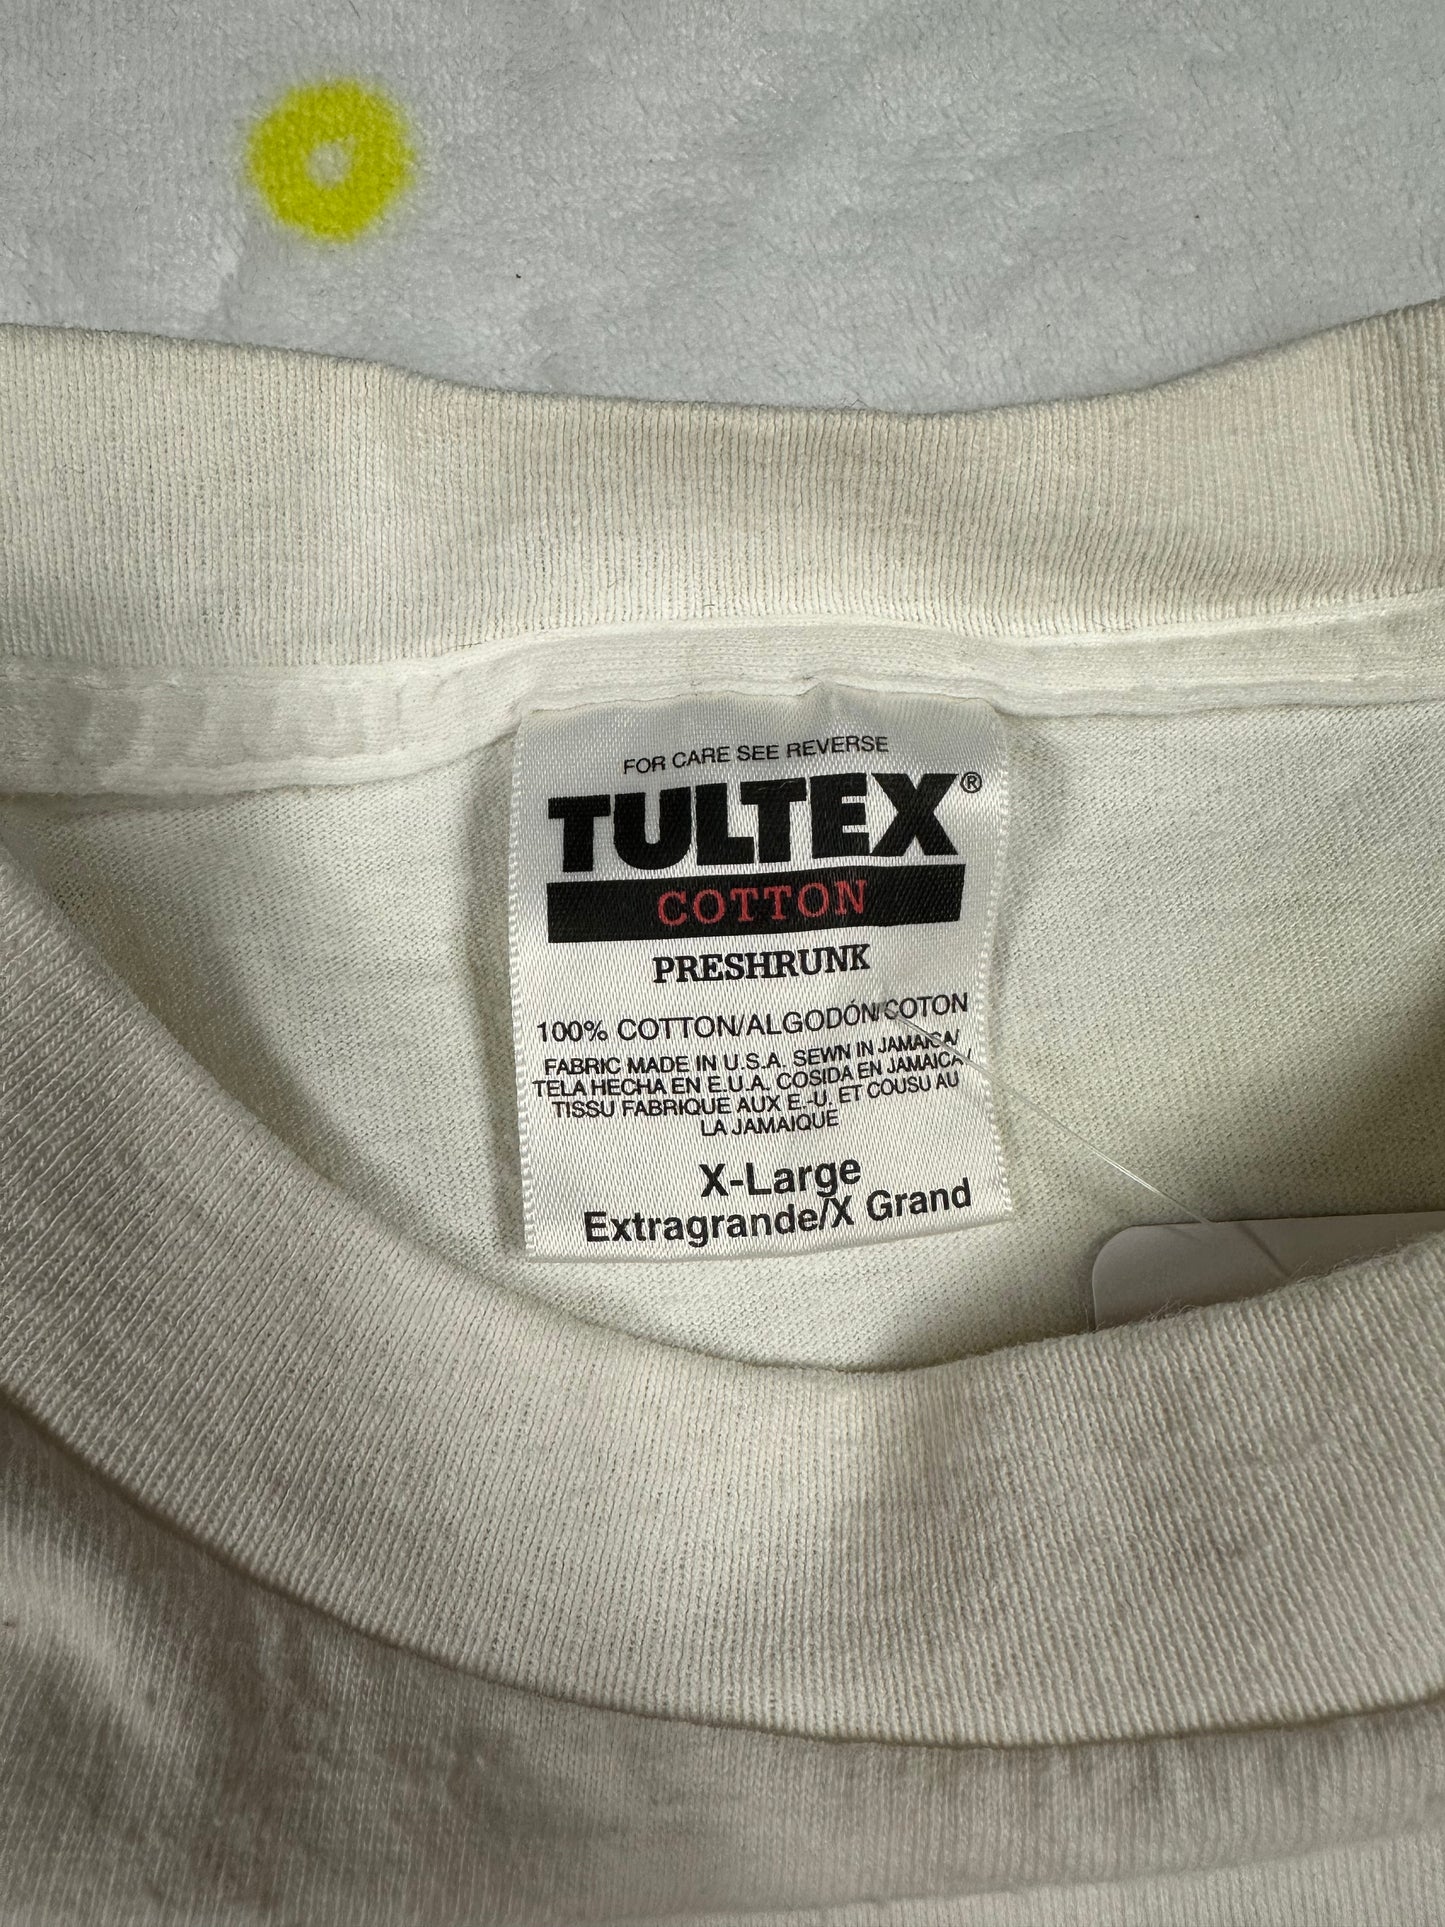 FOR CARE SEE REVERSE
TULTEX®
COTTON
PRESHRUNK
100% COTTON/ALGODÓN/COTON
FABRIC MADE IN U.S.A. SEWN IN JAMAICA/
TELA HECHA EN E.U.A. COSIDA EN JAMAICA/
TISSU FABRIQUE AUX E.-U. ET COUSU AU
LA JAMAIQUE
X-Large
Extragrande/X Grand